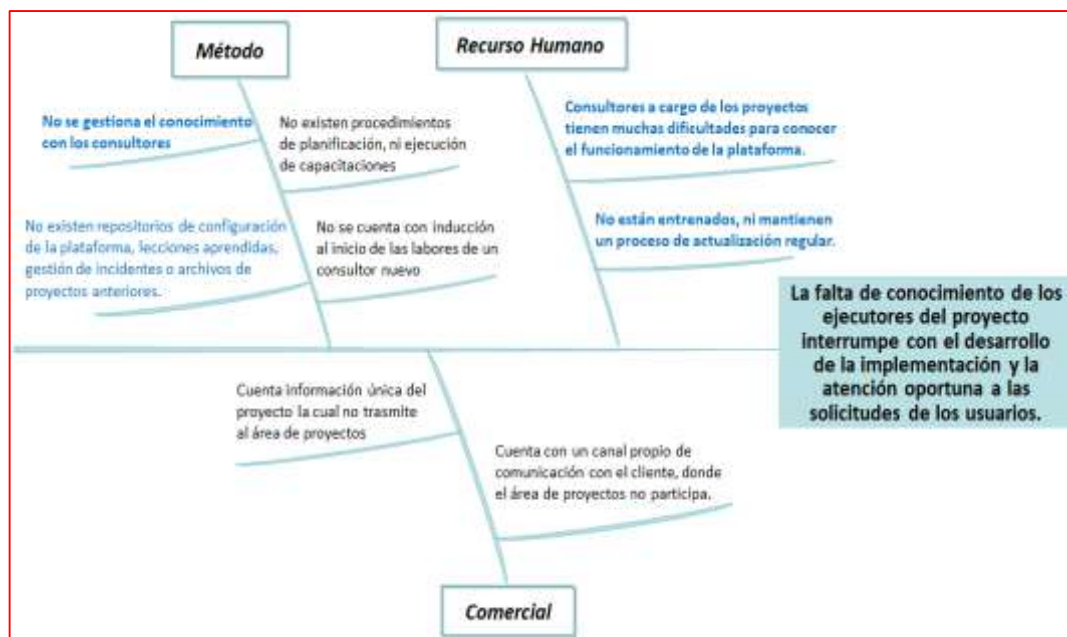 Método
Recurso Humano
No se gestiona el conocimiento
con los consultores
No existen procedimientos
de planificación, ni ejecución
de capacitaciones
Consultores a cargo de los proyectos
tienen muchas dificultades para conocer
el funcionamiento de la plataforma.
No existen repositorios de configuración
de la plataforma, lecciones aprendidas,
gestión de incidentes o archivos de
proyectos anteriores.
No se cuenta con inducción
al inicio de las labores de un
consultor nuevo
No están entrenados, ni mantienen
un proceso de actualización regular.
La falta de conocimiento de los
ejecutores del proyecto
interrumpe con el desarrollo
de la implementación y la
atención oportuna a las
solicitudes de los usuarios.
Cuenta información única del
proyecto la cual no trasmite
al área de proyectos
Cuenta con un canal propio de
comunicación con el cliente, donde
el área de proyectos no participa.
Comercial